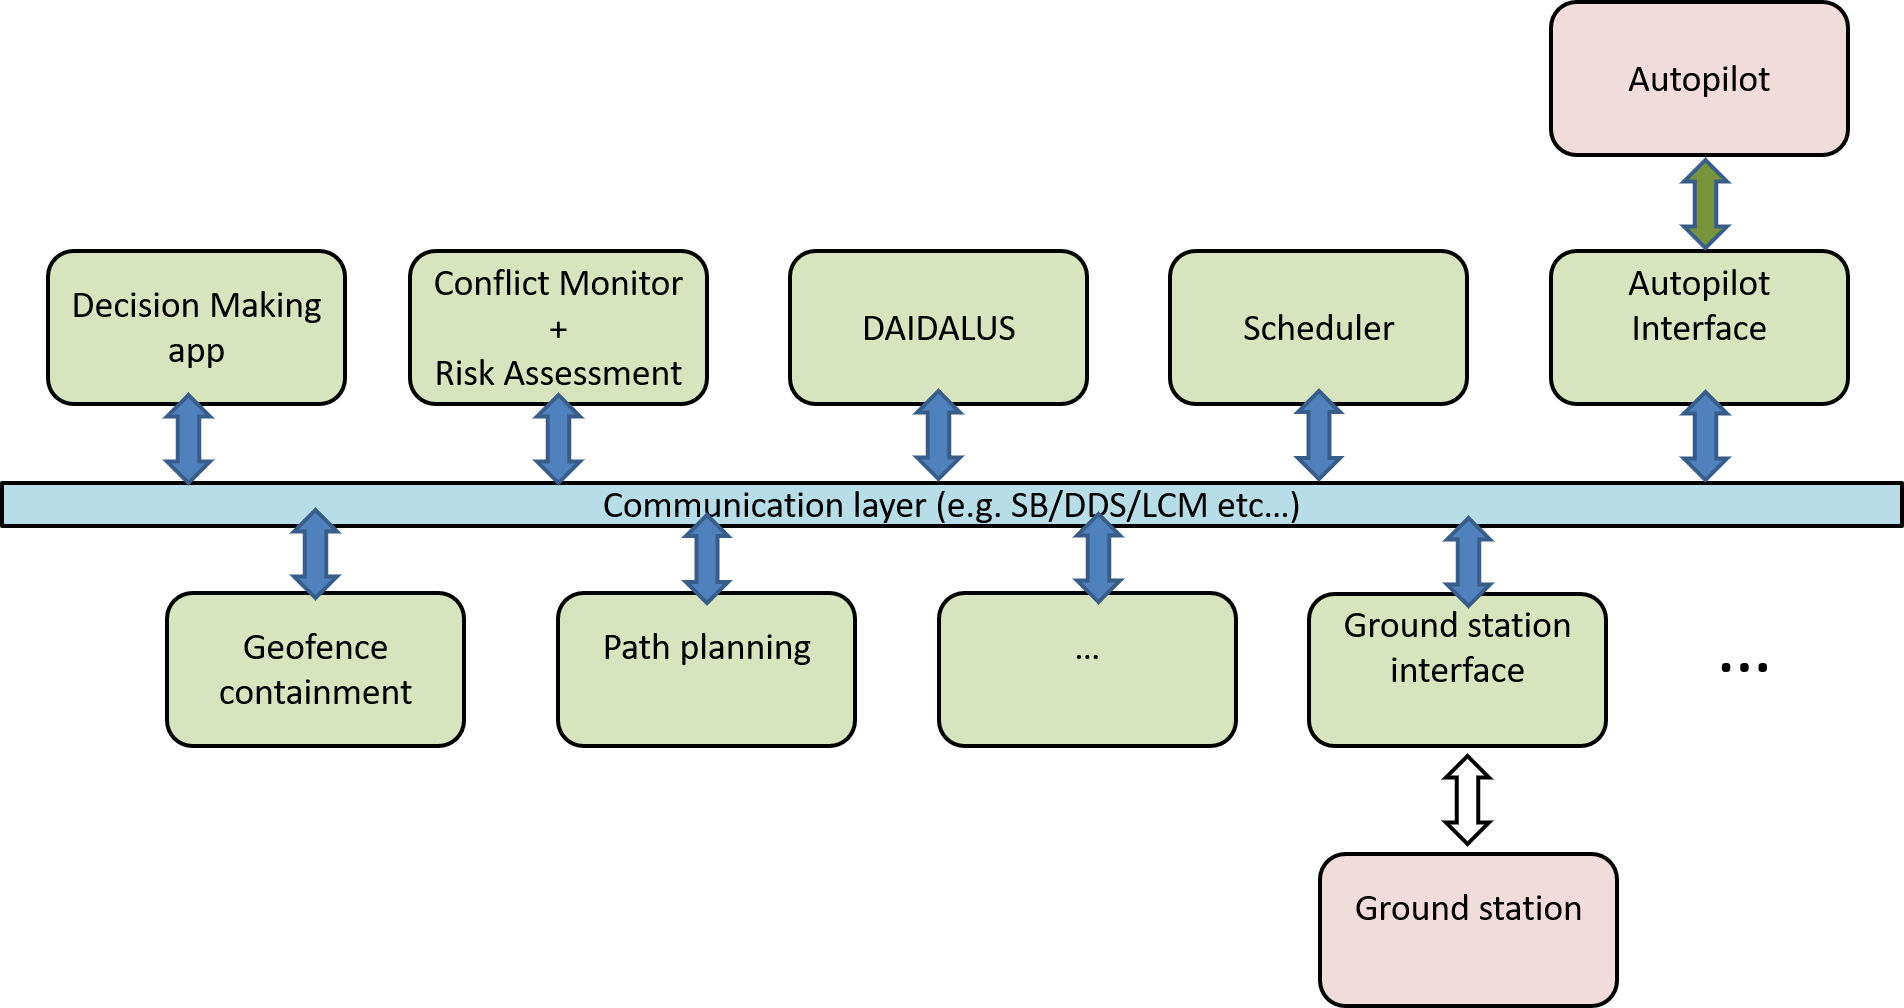 Autopilot
Decision Making
app
Conflict Monitor
+
Risk Assessment
DAIDALUS
Scheduler
Autopilot
Interface
Communication layer (e.g. SB/DDS/LCM etc...)
Geofence
containment
Path planning
...
Ground station
interface
...
Ground station